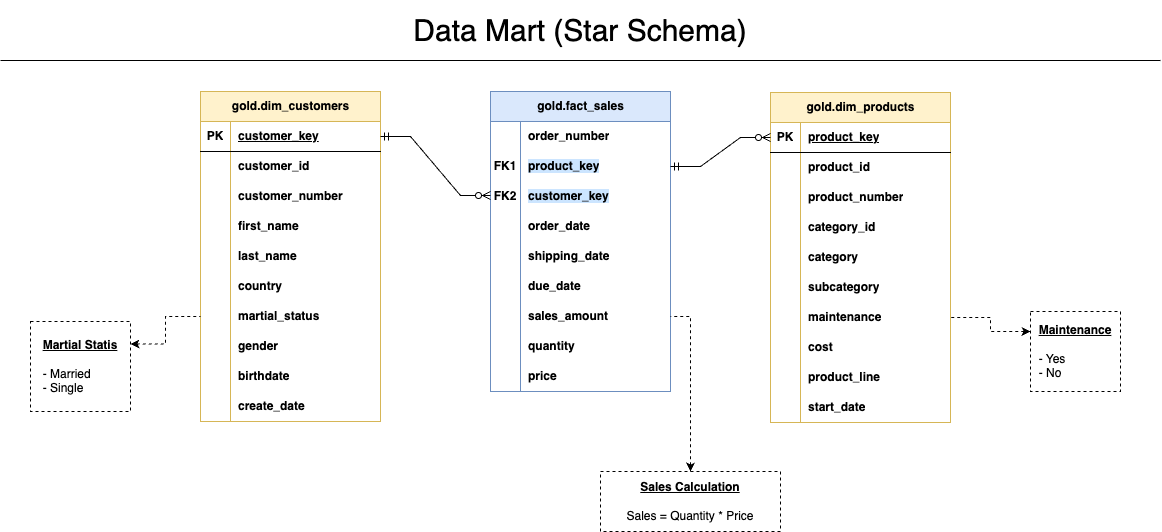 Data Mart (Star Schema)
gold.dim_customers
PK customer_key
customer_id
customer_number
first_name
last_name
country
martial_status
gender
birthdate
create_date
gold.fact_sales
order_number
FK1 product_key
FK2 customer_key
order_date
shipping_date
due_date
sales_amount
quantity
price
gold.dim_products
PK product_key
product_id
product_number
category_id
category
subcategory
maintenance
cost
product_line
start_date
Martial Statis
- Married
- Single
Maintenance
- Yes
- No
Sales Calculation
Sales = Quantity * Price